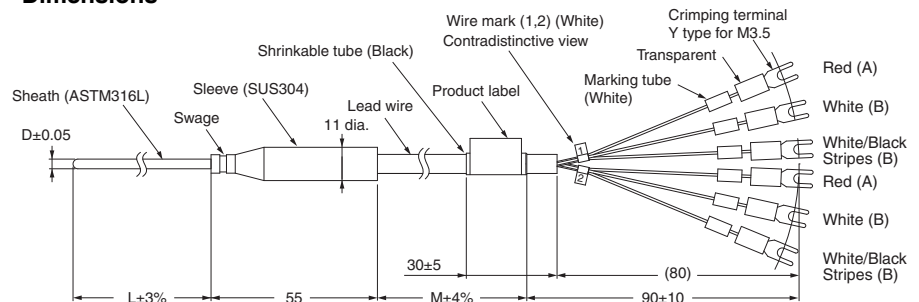 Dimensions
Wire mark (1,2) (White)
Contradistinctive view
Crimping terminal
Y type for M3.5
Shrinkable tube (Black)
Transparent
Red (A)
Sheath (ASTM316L)
Sleeve (SUS304)
Lead wire
Product label
Marking tube
(White)
Swage
11 dia.
White (B)
D±0.05
1
White/Black
Stripes (B)
2
Red (A)
White (B)
White/Black
Stripes (B)
30±5
(80)
L±3%
55
M±4%
90±10